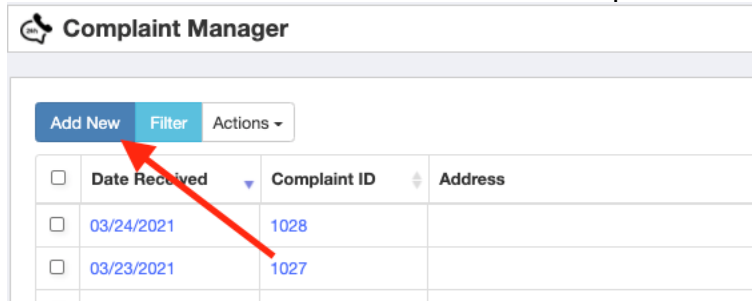 Complaint Manager
Add New Filter Actions
Date Received Complaint ID Address
03/24/2021 1028
03/23/2021 1027